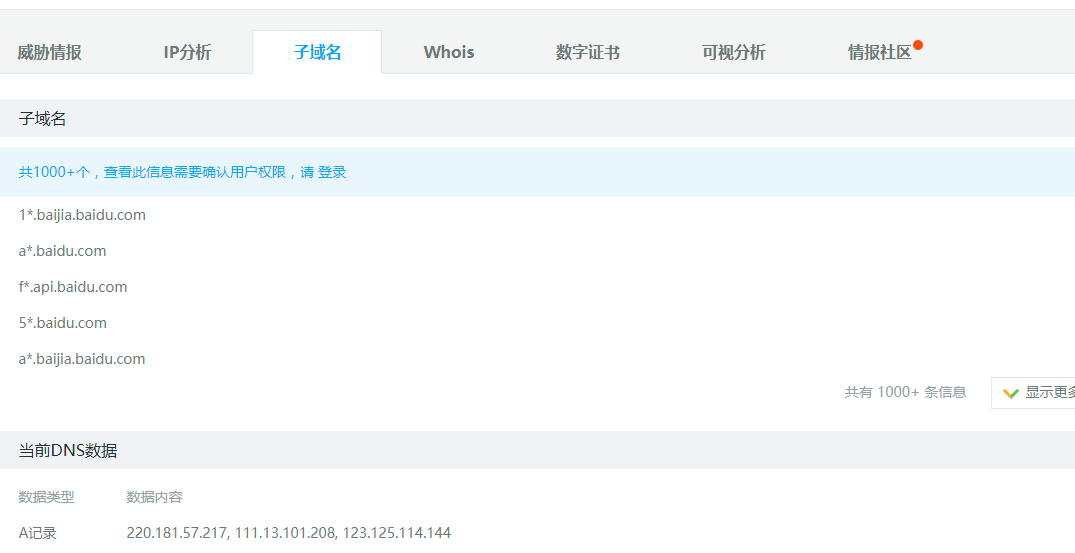 威胁情报 IP分析 子域名 Whois 数字证书 可视分析 情报社区
子域名
共1000+个，查看此信息需要确认用户权限，请 登录
1*.baijia.baidu.com
a*.baidu.com
f*.api.baidu.com
5*.baidu.com
a*.baijia.baidu.com
共有 1000+ 条信息 显示更多
当前DNS数据
数据类型 数据内容
A记录 220.181.57.217, 111.13.101.208, 123.125.114.144